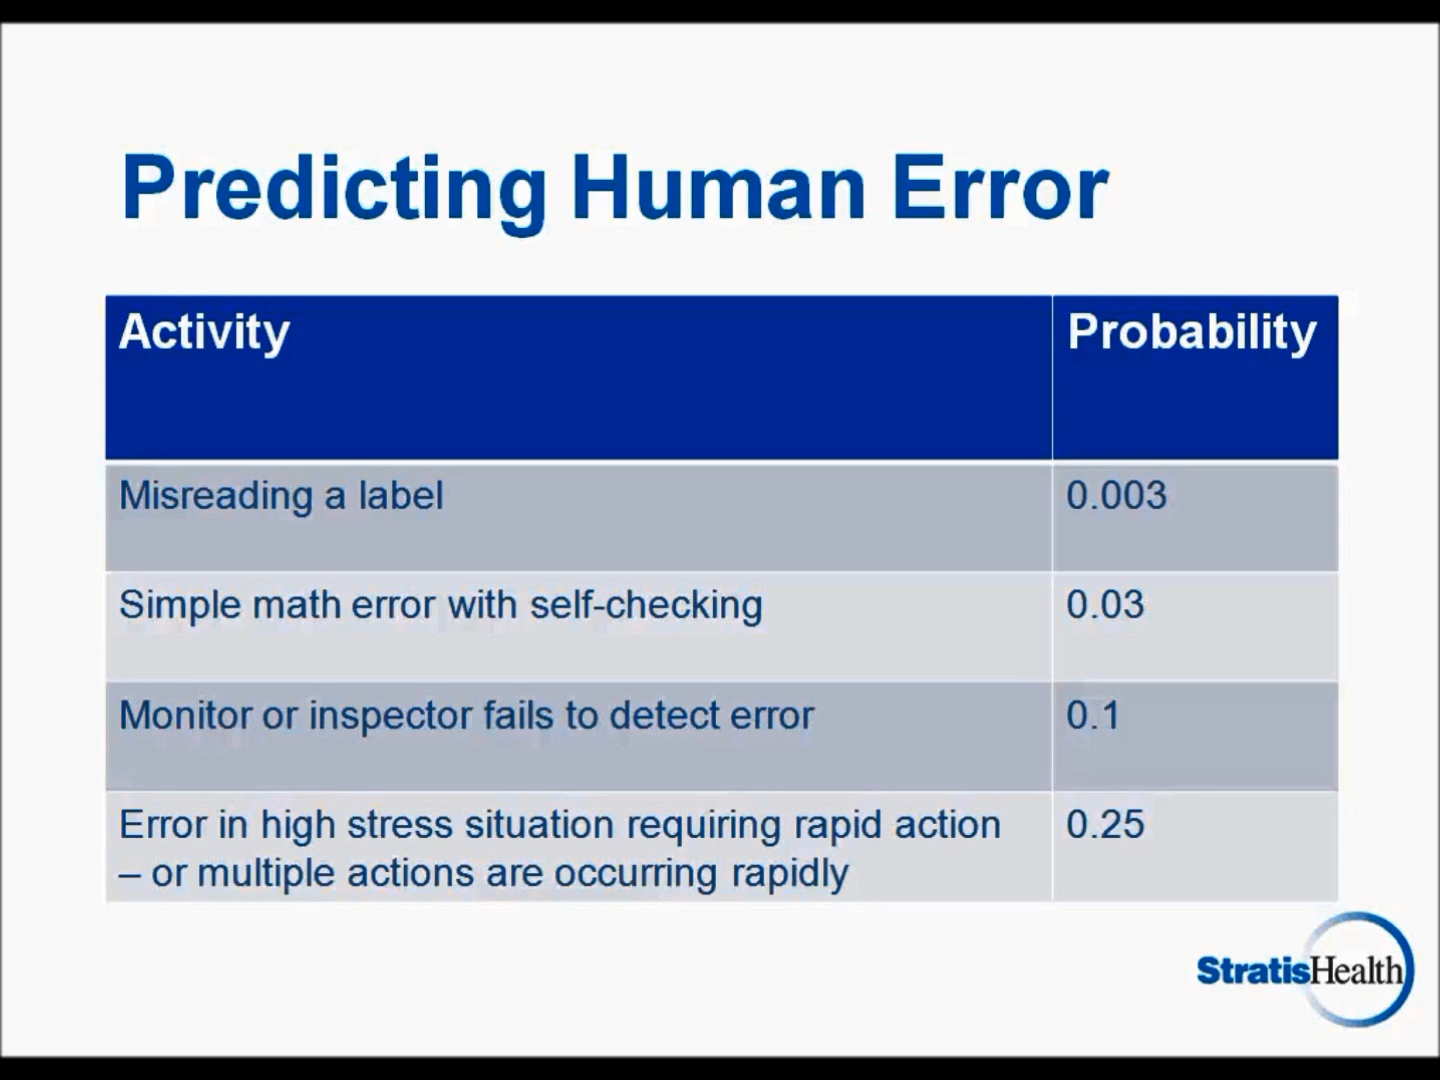 Predicting Human Error
Activity Probability
Misreading a label 0.003
Simple math error with self-checking 0.03
Monitor or inspector fails to detect error 0.1
Error in high stress situation requiring rapid action 0.25
– or multiple actions are occurring rapidly
StratisHealth